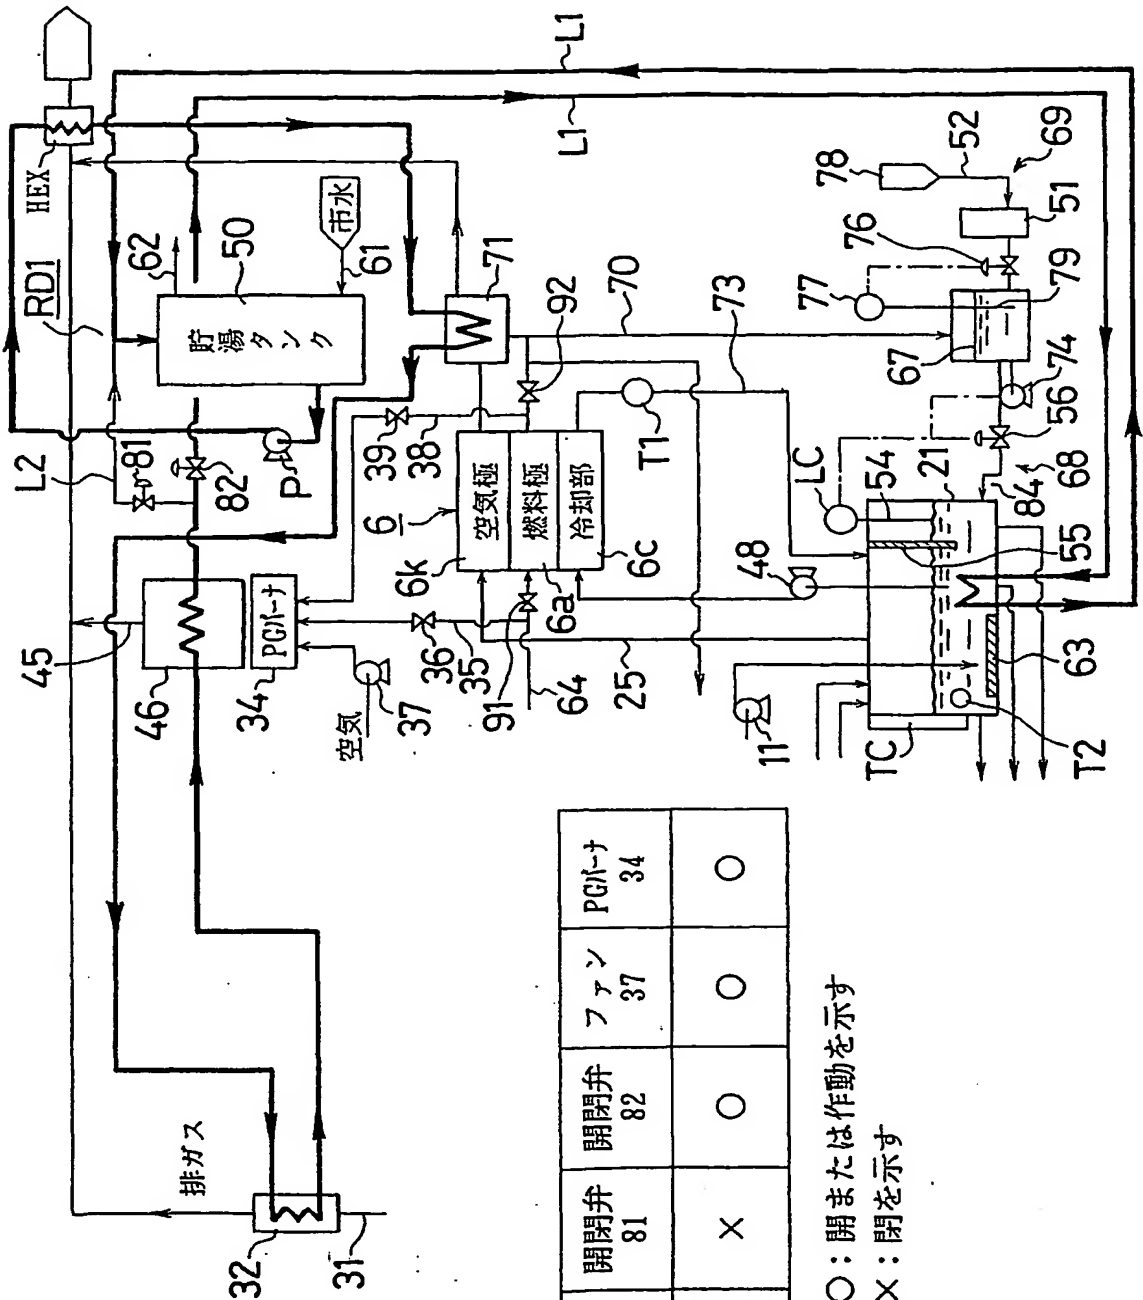 HEX
RD1
62
50
貯湯タンク
市水
61
L1
L1
L2
81
82
P
71
92
70
73
39
38
6
空気極
燃料極
冷却部
6k
6a
6c
T1
45
46
34
PGバーナ
36
35
37
空気
91
64
25
78
52
69
51
76
77
79
67
74
56
LC
54
21
84
68
55
48
63
11
TC
T2
排ガス
32
31
開閉弁
81
開閉弁
82
ファン
37
PGバーナ
34
×
○
○
○
○:開または作動を示す
×:閉を示す